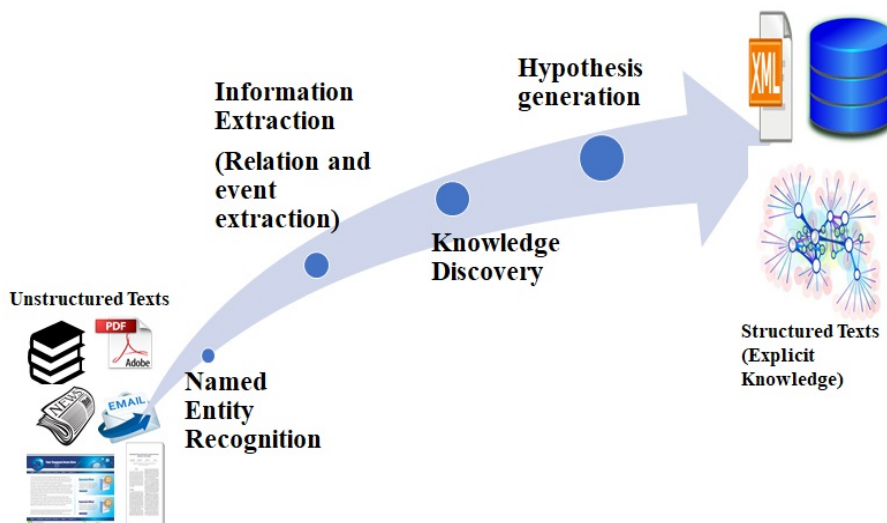 Unstructured Texts
PDF
Adobe
NEWS
EMAIL
Named
Entity
Recognition
Information
Extraction
(Relation and
event
extraction)
Knowledge
Discovery
Hypothesis
generation
XML
Structured Texts
(Explicit
Knowledge)